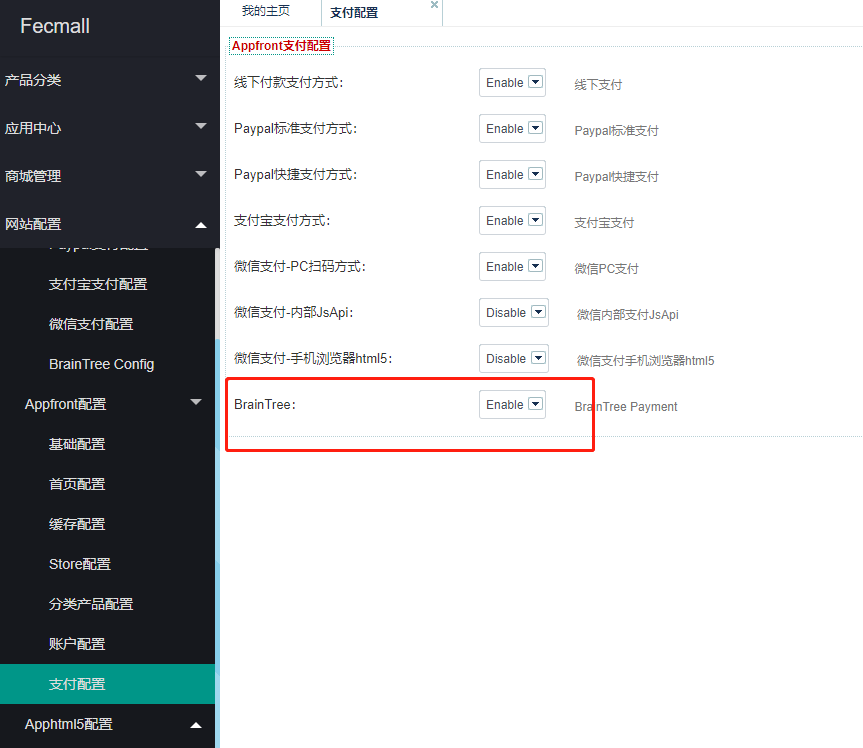 Fecmall
产品分类
应用中心
商城管理
网站配置
支付宝支付配置
微信支付配置
BrainTree Config
Appfront配置
基础配置
首页配置
缓存配置
Store配置
分类产品配置
账户配置
支付配置
Apphtml5配置
我的主页
支付配置
Appfront支付配置
线下付款支付方式: Enable 线下支付
Paypal标准支付方式: Enable Paypal标准支付
Paypal快捷支付方式: Enable Paypal快捷支付
支付宝支付方式: Enable 支付宝支付
微信支付-PC扫码方式: Enable 微信PC支付
微信支付-内部JsApi: Disable 微信内部支付JsApi
微信支付-手机浏览器html5: Disable 微信支付手机浏览器html5
BrainTree: Enable BrainTree Payment